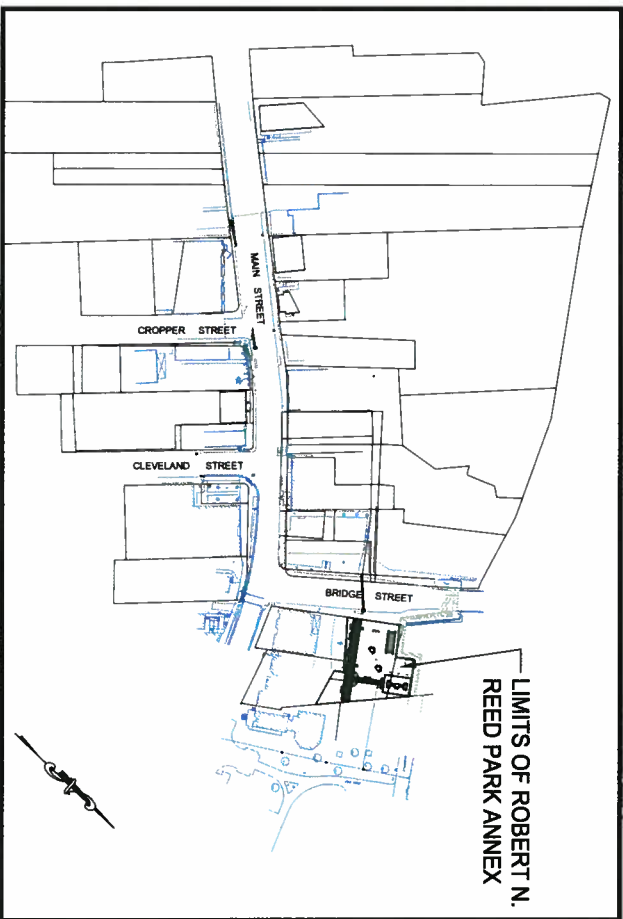 MAIN STREET
CROPPER STREET
CLEVELAND STREET
BRIDGE STREET
LIMITS OF ROBERT N.
REED PARK ANNEX